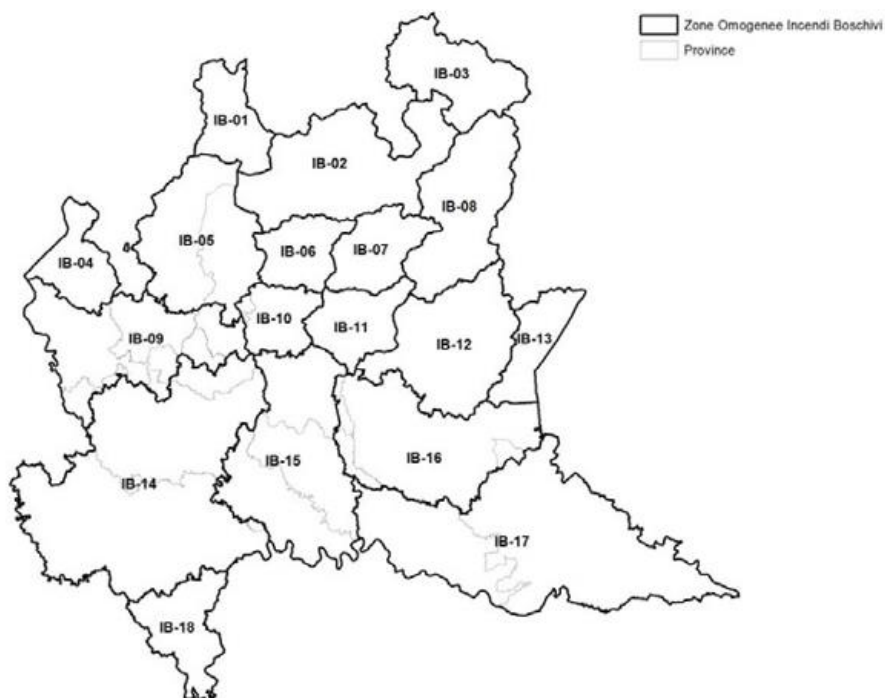 Zone Omogenee Incendi Boschivi
Province
IB-03
IB-01
IB-02
IB-08
IB-05
IB-06
IB-07
IB-04
IB-10
IB-11
IB-09
IB-12
IB-13
IB-15
IB-16
IB-14
IB-17
IB-18